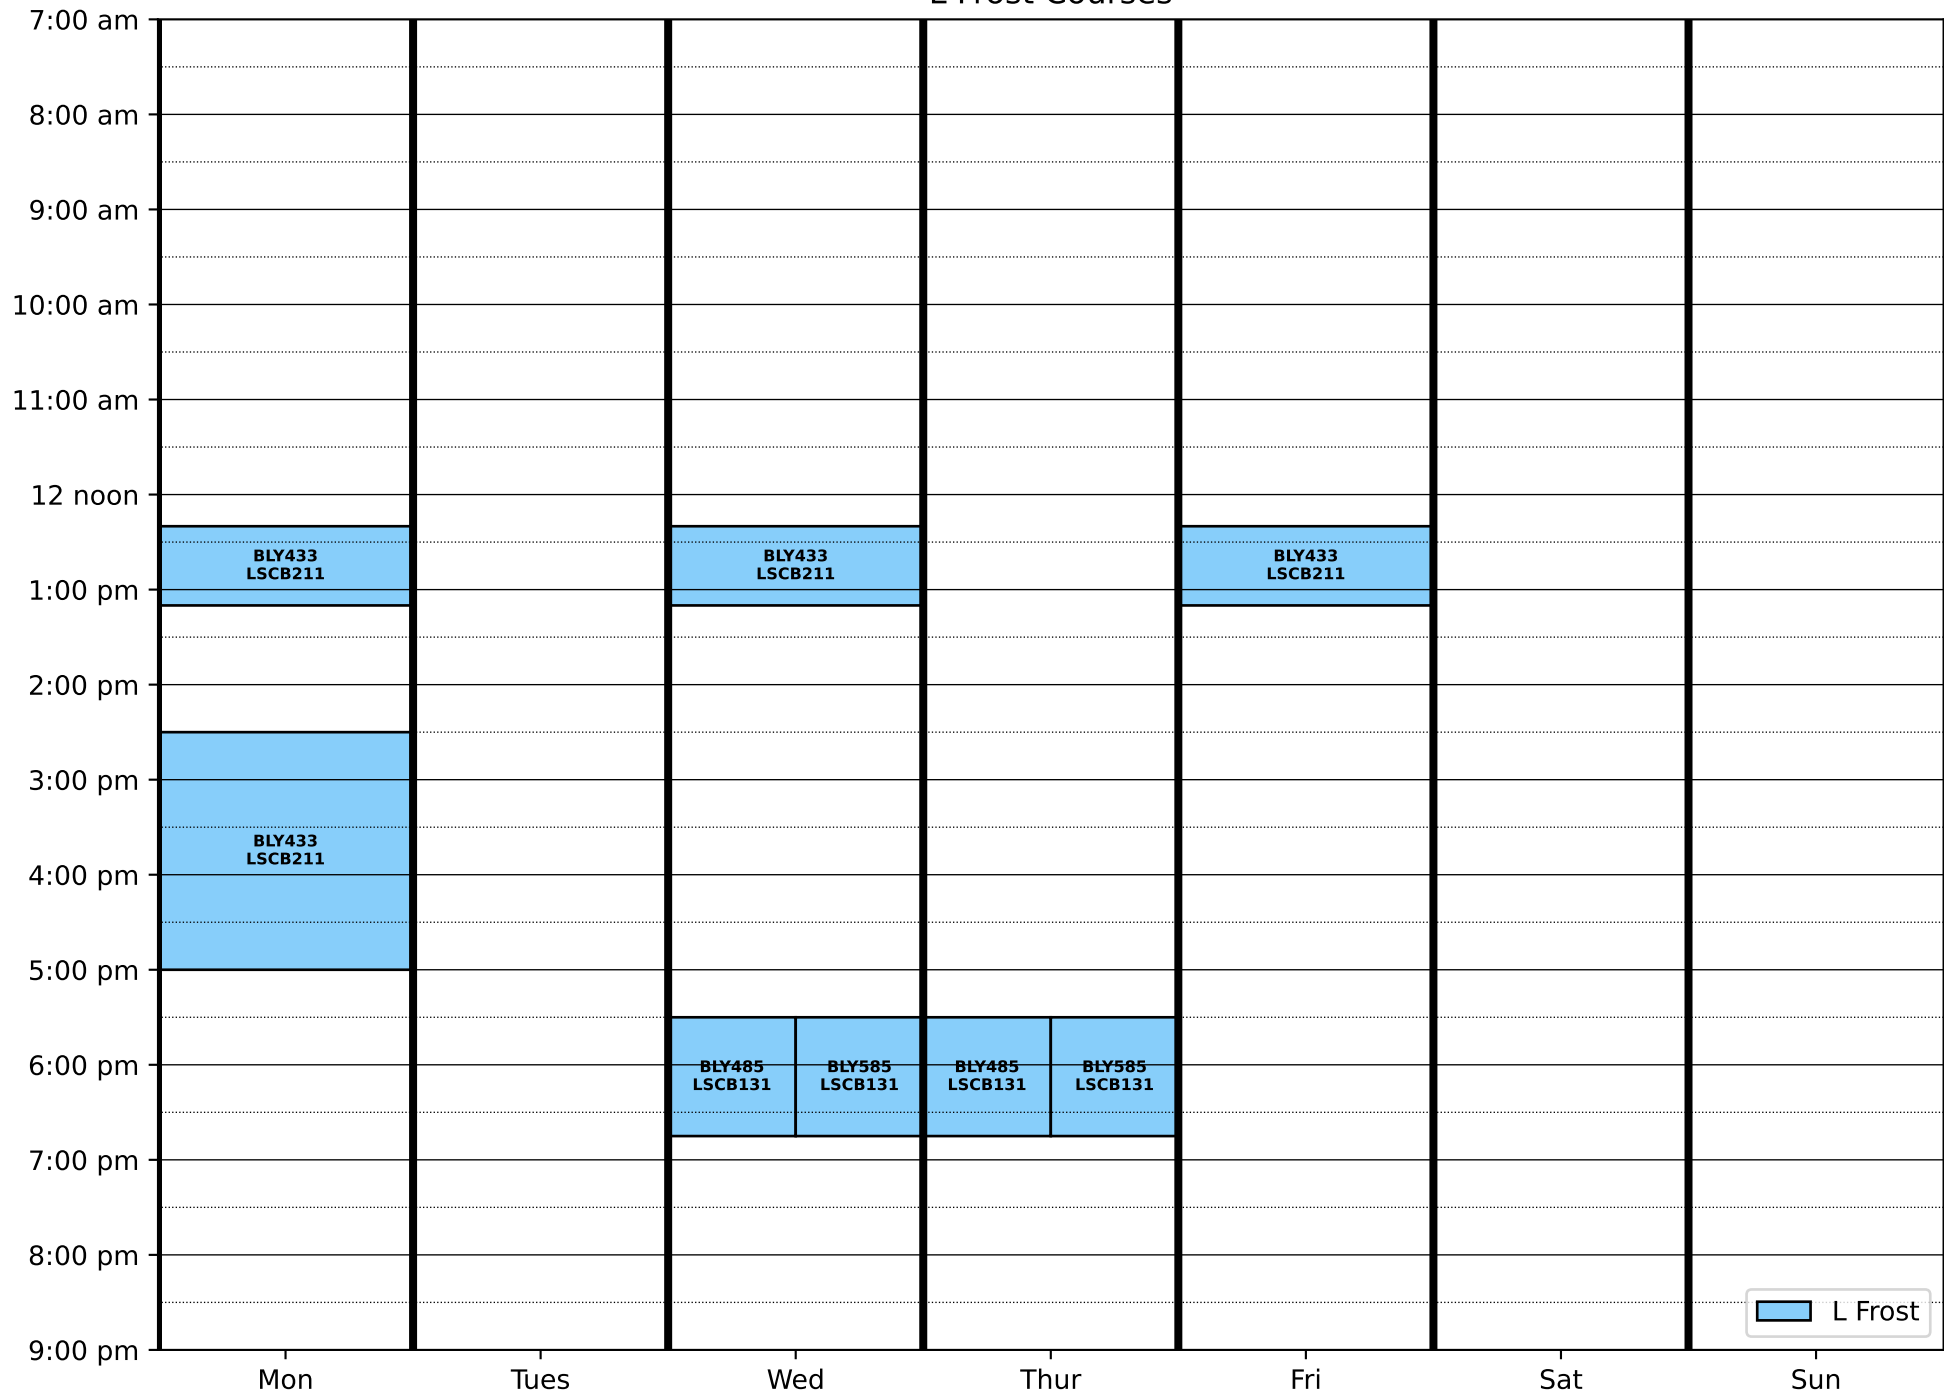 L Frost Courses
7:00 am
8:00 am
9:00 am
10:00 am
11:00 am
12 noon
BLY433
LSCB211
BLY433
LSCB211
BLY433
LSCB211
1:00 pm
2:00 pm
3:00 pm
BLY433
LSCB211
4:00 pm
5:00 pm
6:00 pm
BLY485
LSCB131
BLY585
LSCB131
BLY485
LSCB131
BLY585
LSCB131
7:00 pm
8:00 pm
L Frost
9:00 pm
Mon Tues Wed Thur Fri Sat Sun